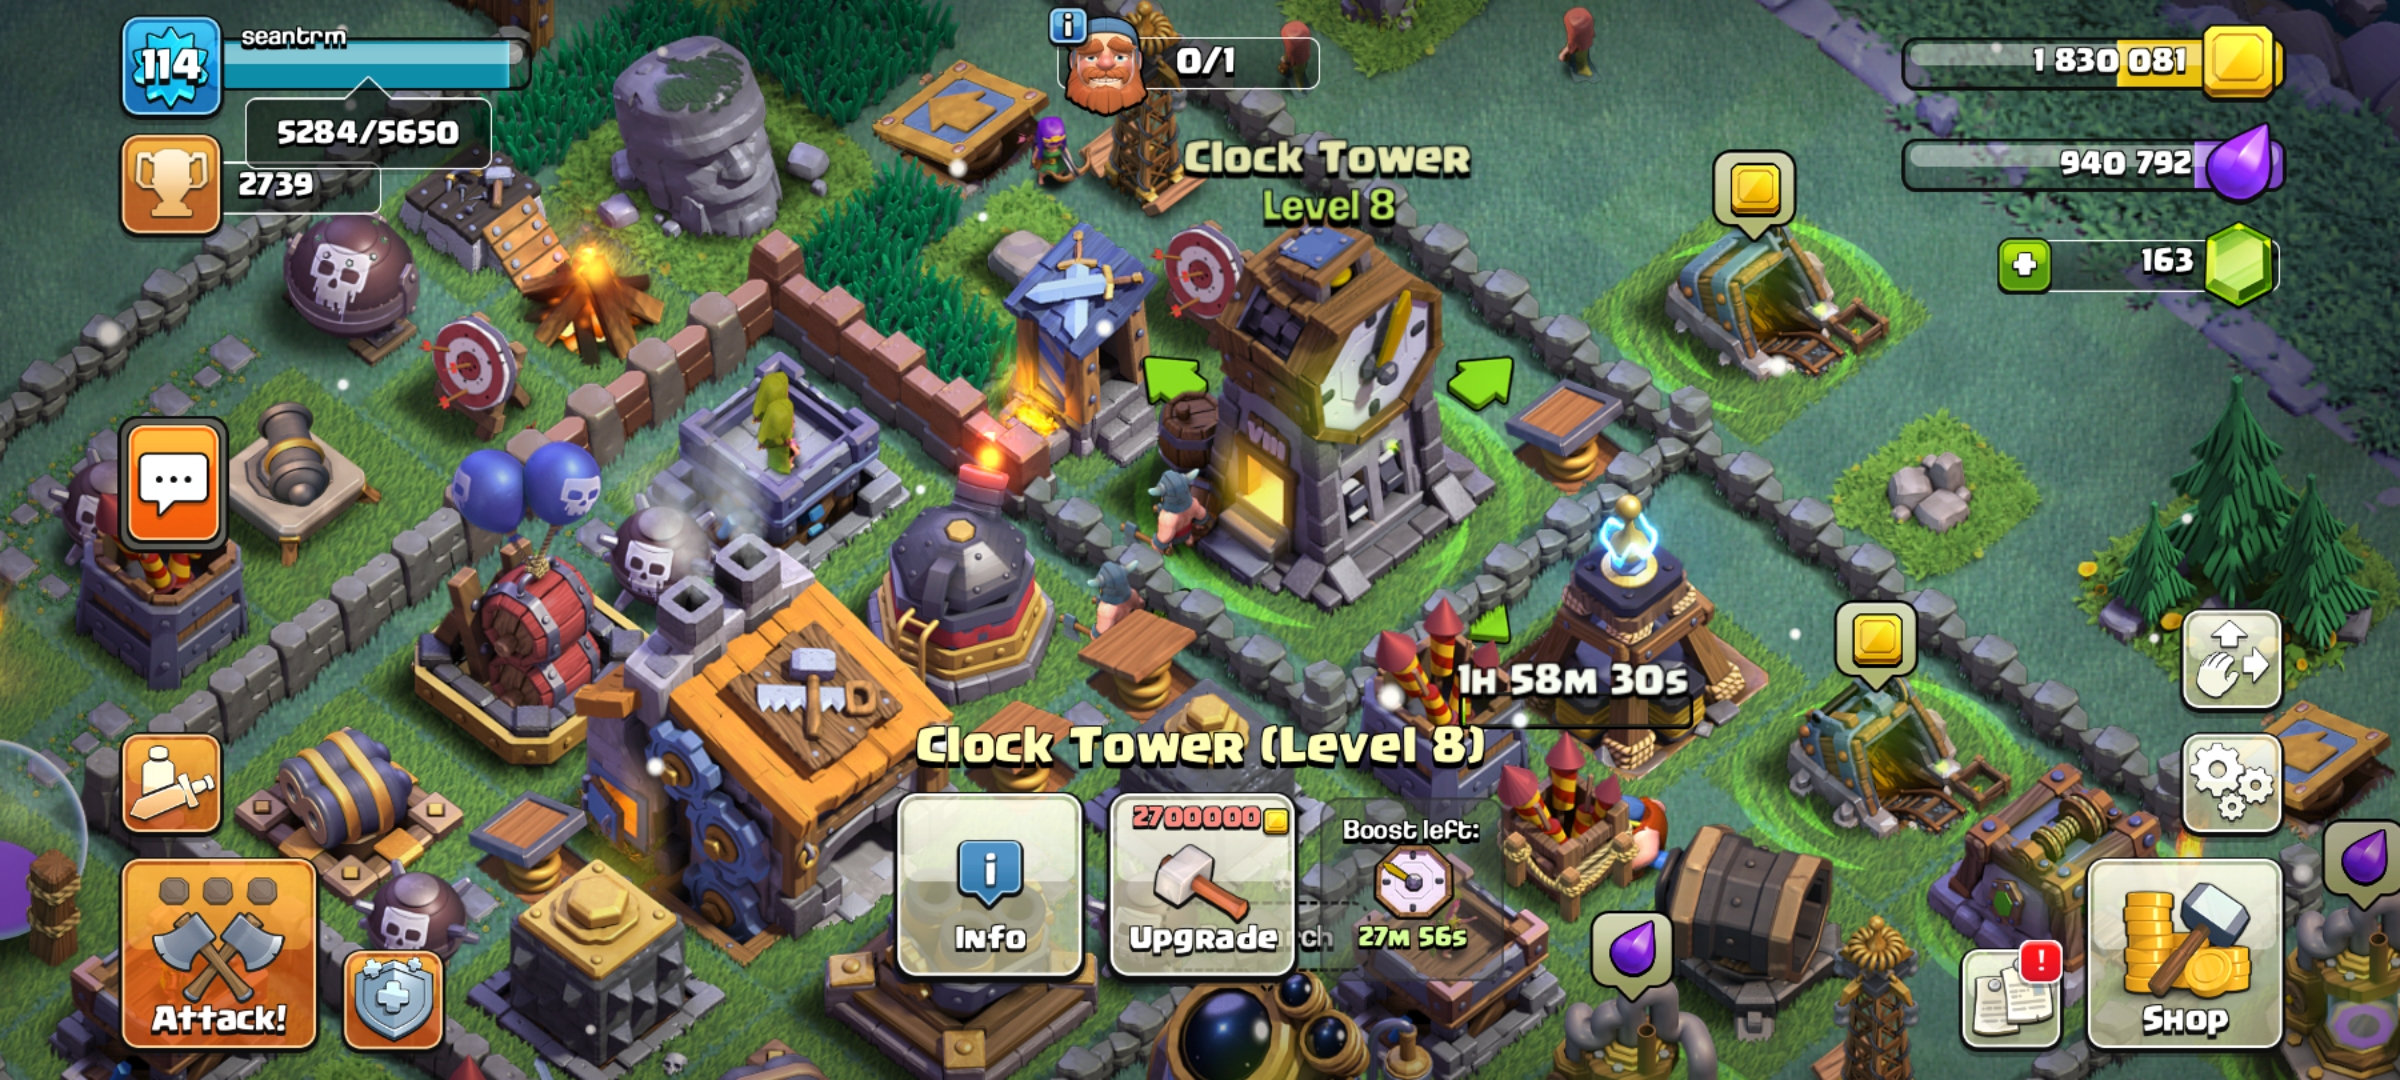 114
seantrm
5284/5650
2739
0/1
1 830 081
940 792
163
Clock Tower
Level 8
VIII
1H 58M 30S
Clock Tower (Level 8)
Info
2700000
Upgrade
Boost left:
27M 56S
Attack!
!
Shop